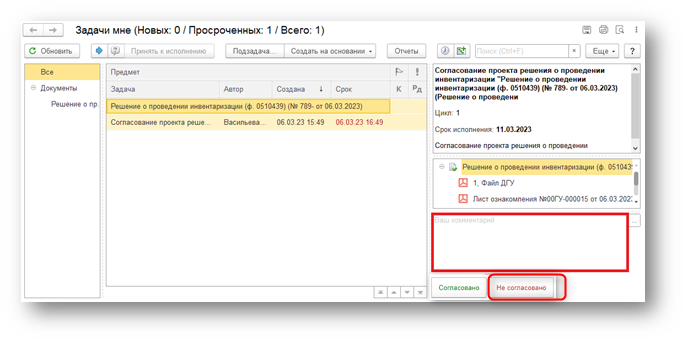 Задачи мне (Новых: 0 / Просроченных: 1 / Всего: 1)
Обновить Принять к исполнению Подзадача... Создать на основании Отчеты Поиск (Ctrl+F) × Еще ?
Все
Документы
Решение о пр
Предмет
Задача Автор Создана ↓ Срок К Рд
Решение о проведении инвентаризации (ф. 0510439) (№ 789- от 06.03.2023)
Согласование проекта реше... Васильева... 06.03.23 15:49 06.03.23 16:49
Согласование проекта решения о проведении
инвентаризации "Решение о проведении
инвентаризации (ф. 0510439) (№ 789- от 06.03.2023)
(Решение о проведени
Цикл: 1
Срок исполнения: 11.03.2023
Согласование проекта решения о проведении
Решение о проведении инвентаризации (ф. 051043
1, Файл ДГУ
Лист ознакомления №00ГУ-000015 от 06.03.202
Ваш комментарий ...
Согласовано Не согласовано